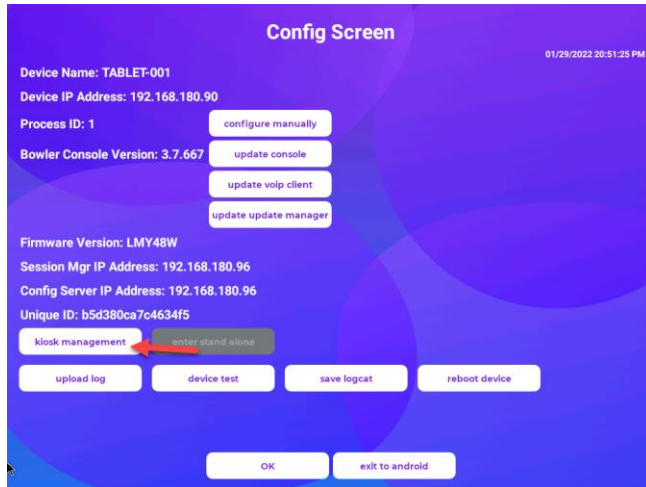 Config Screen
01/29/2022 20:51:25 PM
Device Name: TABLET-001
Device IP Address: 192.168.180.90
Process ID: 1
configure manually
Bowler Console Version: 3.7.667
update console
update voip client
update update manager
Firmware Version: LMY48W
Session Mgr IP Address: 192.168.180.96
Config Server IP Address: 192.168.180.96
Unique ID: b5d380ca7c4634f5
kiosk management
enter stand alone
upload log
device test
save logcat
reboot device
OK
exit to android